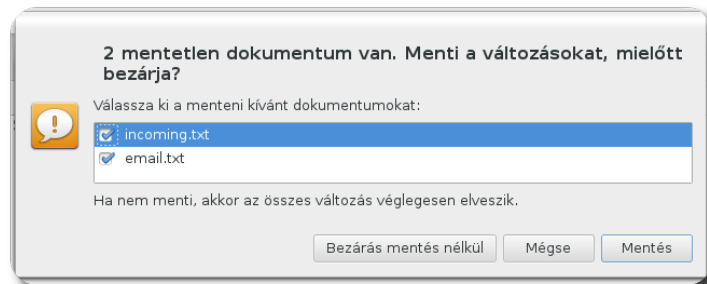 2 mentetlen dokumentum van. Menti a változásokat, mielőtt
bezárja?
Válassza ki a menteni kívánt dokumentumokat:
incoming.txt
email.txt
Ha nem menti, akkor az összes változás véglegesen elveszik.
Bezárás mentés nélkül Mégse Mentés